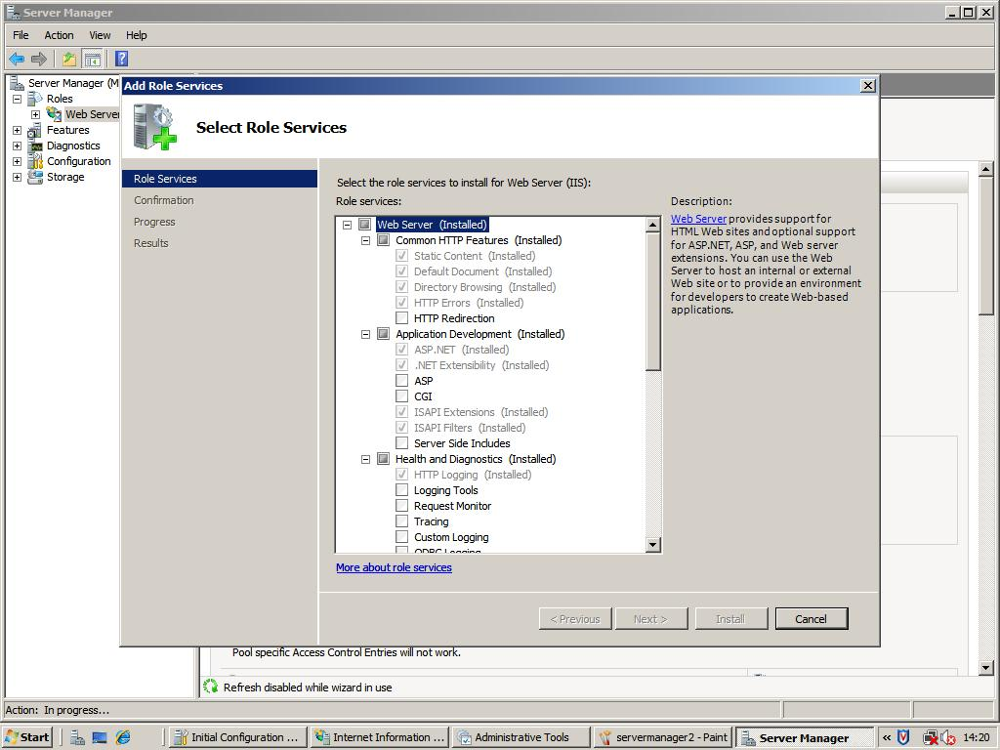 Server Manager
File Action View Help
Server Manager (M
Roles
Web Server
Features
Diagnostics
Configuration
Storage
Add Role Services
Select Role Services
Role Services
Confirmation
Progress
Results
Select the role services to install for Web Server (IIS):
Role services:
Web Server (Installed)
Common HTTP Features (Installed)
Static Content (Installed)
Default Document (Installed)
Directory Browsing (Installed)
HTTP Errors (Installed)
HTTP Redirection
Application Development (Installed)
ASP.NET (Installed)
.NET Extensibility (Installed)
ASP
CGI
ISAPI Extensions (Installed)
ISAPI Filters (Installed)
Server Side Includes
Health and Diagnostics (Installed)
HTTP Logging (Installed)
Logging Tools
Request Monitor
Tracing
Custom Logging
ODBC Logging
More about role services
Description:
Web Server provides support for
HTML Web sites and optional support
for ASP.NET, ASP, and Web server
extensions. You can use the Web
Server to host an internal or external
Web site or to provide an environment
for developers to create Web-based
applications.
< Previous Next > Install Cancel
Pool specific Access Control Entries will not work.
Refresh disabled while wizard in use
Action: In progress...
Start Initial Configuration ... Internet Information ... Administrative Tools servermanager2 - Paint Server Manager « 14:20